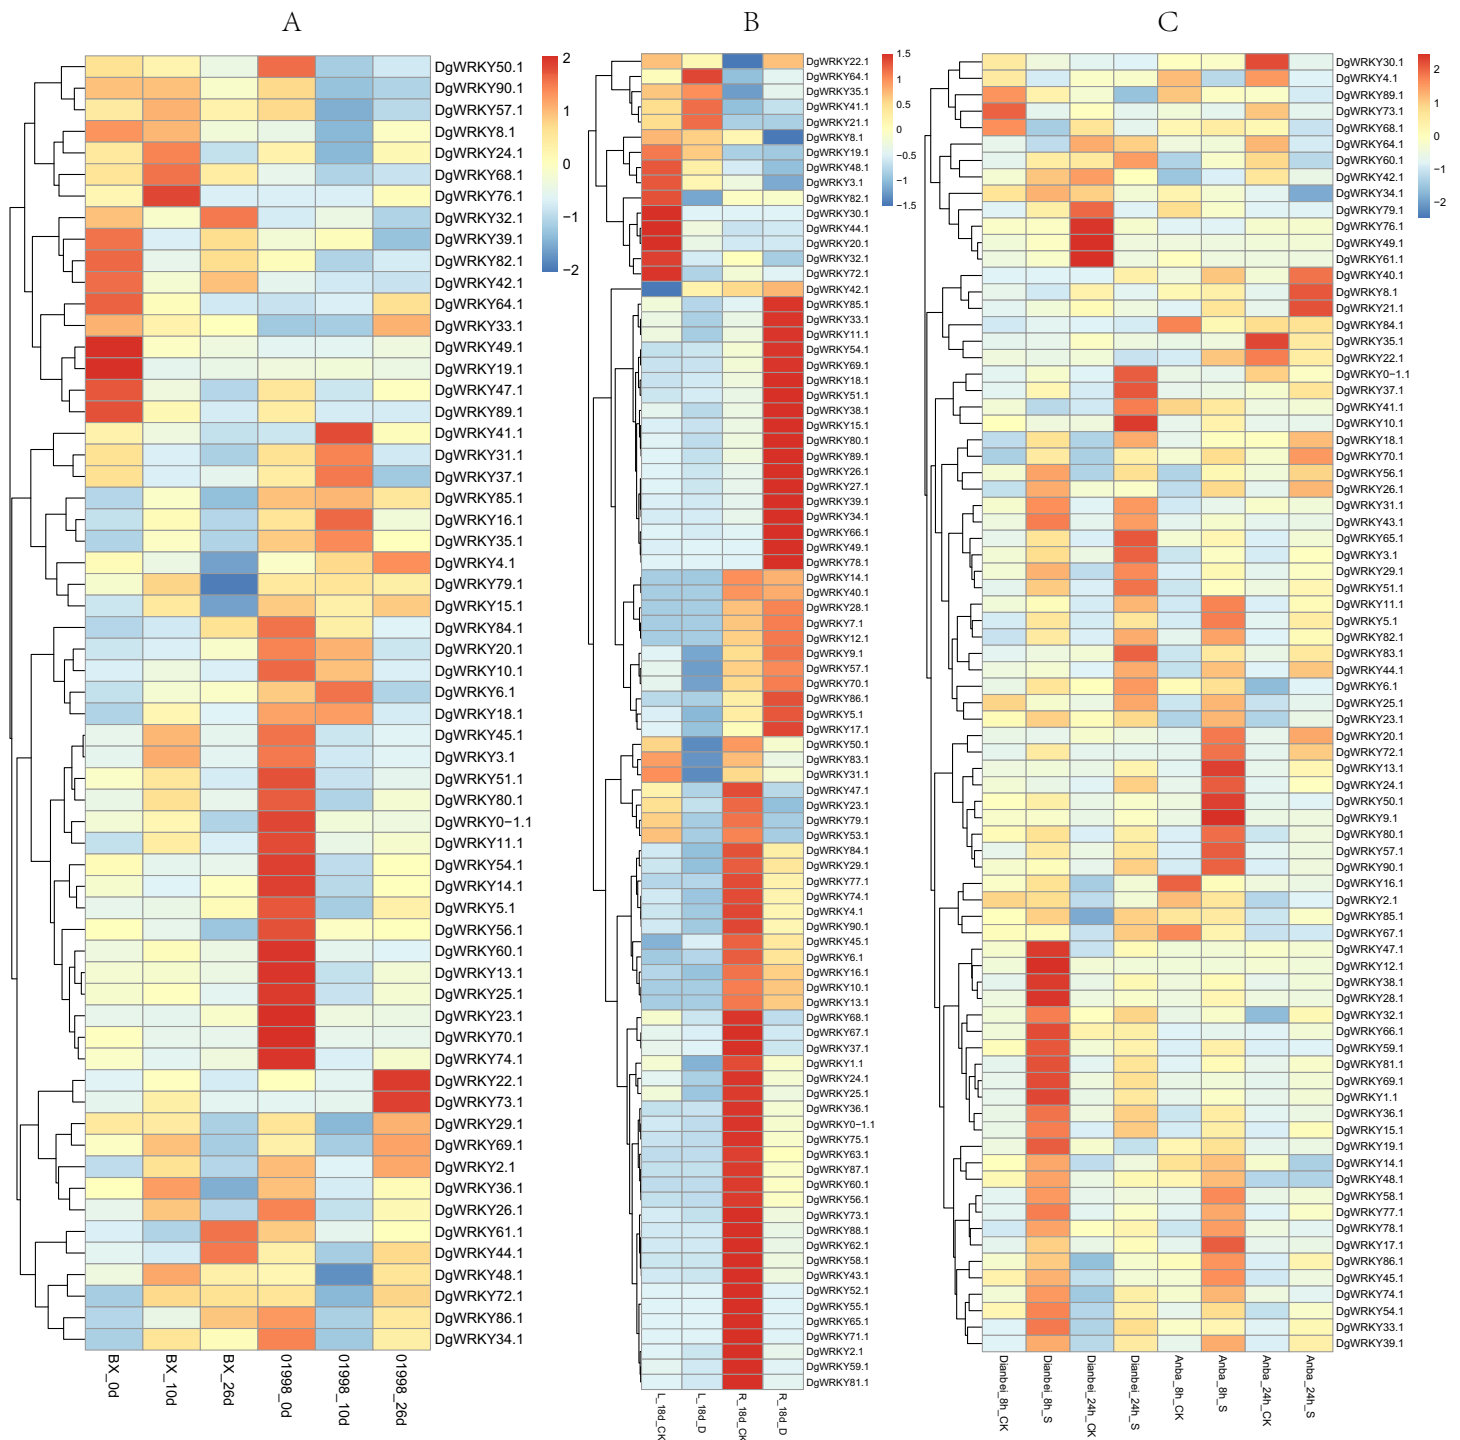 A
DgWRKY50.1
DgWRKY90.1
DgWRKY57.1
DgWRKY8.1
DgWRKY24.1
DgWRKY68.1
DgWRKY76.1
DgWRKY32.1
DgWRKY39.1
DgWRKY82.1
DgWRKY42.1
DgWRKY64.1
DgWRKY33.1
DgWRKY49.1
DgWRKY19.1
DgWRKY47.1
DgWRKY89.1
DgWRKY41.1
DgWRKY31.1
DgWRKY37.1
DgWRKY85.1
DgWRKY16.1
DgWRKY35.1
DgWRKY4.1
DgWRKY79.1
DgWRKY15.1
DgWRKY84.1
DgWRKY20.1
DgWRKY10.1
DgWRKY6.1
DgWRKY18.1
DgWRKY45.1
DgWRKY3.1
DgWRKY51.1
DgWRKY80.1
DgWRKY0−1.1
DgWRKY11.1
DgWRKY54.1
DgWRKY14.1
DgWRKY5.1
DgWRKY56.1
DgWRKY60.1
DgWRKY13.1
DgWRKY25.1
DgWRKY23.1
DgWRKY70.1
DgWRKY74.1
DgWRKY22.1
DgWRKY73.1
DgWRKY29.1
DgWRKY69.1
DgWRKY2.1
DgWRKY36.1
DgWRKY26.1
DgWRKY61.1
DgWRKY44.1
DgWRKY48.1
DgWRKY72.1
DgWRKY86.1
DgWRKY34.1
BX_0d
BX_10d
BX_26d
01998_0d
01998_10d
01998_26d
2
1
0
−1
−2
B
DgWRKY22.1
DgWRKY64.1
DgWRKY35.1
DgWRKY41.1
DgWRKY21.1
DgWRKY8.1
DgWRKY19.1
DgWRKY48.1
DgWRKY3.1
DgWRKY82.1
DgWRKY30.1
DgWRKY44.1
DgWRKY20.1
DgWRKY32.1
DgWRKY72.1
DgWRKY42.1
DgWRKY85.1
DgWRKY33.1
DgWRKY11.1
DgWRKY54.1
DgWRKY69.1
DgWRKY18.1
DgWRKY51.1
DgWRKY38.1
DgWRKY15.1
DgWRKY80.1
DgWRKY89.1
DgWRKY26.1
DgWRKY27.1
DgWRKY39.1
DgWRKY34.1
DgWRKY66.1
DgWRKY49.1
DgWRKY78.1
DgWRKY14.1
DgWRKY40.1
DgWRKY28.1
DgWRKY7.1
DgWRKY12.1
DgWRKY9.1
DgWRKY57.1
DgWRKY70.1
DgWRKY86.1
DgWRKY5.1
DgWRKY17.1
DgWRKY50.1
DgWRKY83.1
DgWRKY31.1
DgWRKY47.1
DgWRKY23.1
DgWRKY79.1
DgWRKY53.1
DgWRKY84.1
DgWRKY29.1
DgWRKY77.1
DgWRKY74.1
DgWRKY4.1
DgWRKY90.1
DgWRKY45.1
DgWRKY6.1
DgWRKY16.1
DgWRKY10.1
DgWRKY13.1
DgWRKY68.1
DgWRKY67.1
DgWRKY37.1
DgWRKY1.1
DgWRKY24.1
DgWRKY25.1
DgWRKY36.1
DgWRKY0−1.1
DgWRKY75.1
DgWRKY63.1
DgWRKY87.1
DgWRKY60.1
DgWRKY56.1
DgWRKY73.1
DgWRKY88.1
DgWRKY62.1
DgWRKY58.1
DgWRKY43.1
DgWRKY52.1
DgWRKY55.1
DgWRKY65.1
DgWRKY71.1
DgWRKY2.1
DgWRKY59.1
DgWRKY81.1
L_18d_CK
L_18d_D
R_18d_CK
R_18d_D
1.5
1
0.5
0
−0.5
−1
−1.5
C
DgWRKY30.1
DgWRKY4.1
DgWRKY89.1
DgWRKY73.1
DgWRKY68.1
DgWRKY64.1
DgWRKY60.1
DgWRKY42.1
DgWRKY34.1
DgWRKY79.1
DgWRKY76.1
DgWRKY49.1
DgWRKY61.1
DgWRKY40.1
DgWRKY8.1
DgWRKY21.1
DgWRKY84.1
DgWRKY35.1
DgWRKY22.1
DgWRKY0−1.1
DgWRKY37.1
DgWRKY41.1
DgWRKY10.1
DgWRKY18.1
DgWRKY70.1
DgWRKY56.1
DgWRKY26.1
DgWRKY31.1
DgWRKY43.1
DgWRKY65.1
DgWRKY3.1
DgWRKY29.1
DgWRKY51.1
DgWRKY11.1
DgWRKY5.1
DgWRKY82.1
DgWRKY83.1
DgWRKY44.1
DgWRKY6.1
DgWRKY25.1
DgWRKY23.1
DgWRKY20.1
DgWRKY72.1
DgWRKY13.1
DgWRKY24.1
DgWRKY50.1
DgWRKY9.1
DgWRKY80.1
DgWRKY57.1
DgWRKY90.1
DgWRKY16.1
DgWRKY2.1
DgWRKY85.1
DgWRKY67.1
DgWRKY47.1
DgWRKY12.1
DgWRKY38.1
DgWRKY28.1
DgWRKY32.1
DgWRKY66.1
DgWRKY59.1
DgWRKY81.1
DgWRKY69.1
DgWRKY1.1
DgWRKY36.1
DgWRKY15.1
DgWRKY19.1
DgWRKY14.1
DgWRKY48.1
DgWRKY58.1
DgWRKY77.1
DgWRKY78.1
DgWRKY17.1
DgWRKY86.1
DgWRKY45.1
DgWRKY74.1
DgWRKY54.1
DgWRKY33.1
DgWRKY39.1
Dianbei_8h_CK
Dianbei_8h_S
Dianbei_24h_CK
Dianbei_24h_S
Anba_8h_CK
Anba_8h_S
Anba_24h_CK
Anba_24h_S
2
1
0
−1
−2